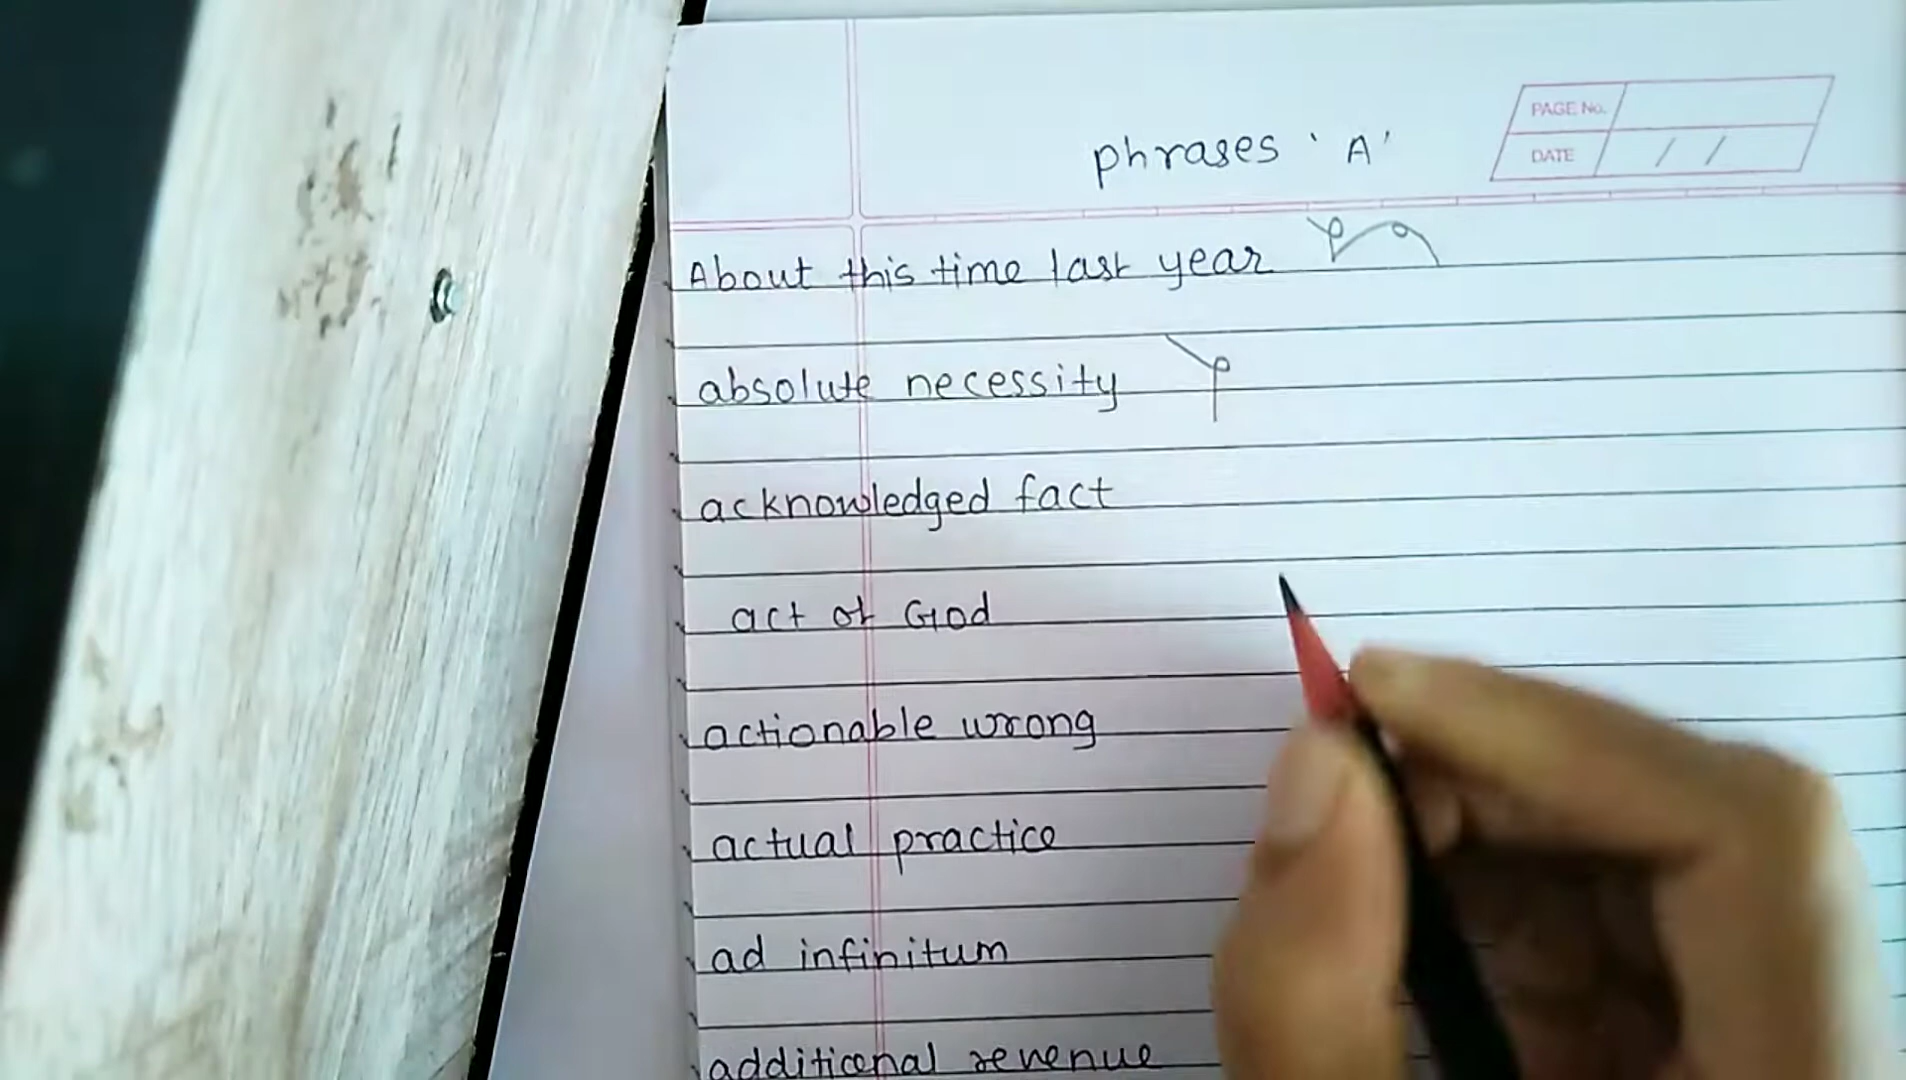 PAGE No.
DATE / /
phrases 'A'
About this time last year
absolute necessity
acknowledged fact
act of God
actionable wrong
actual practice
ad infinitum
additional revenue